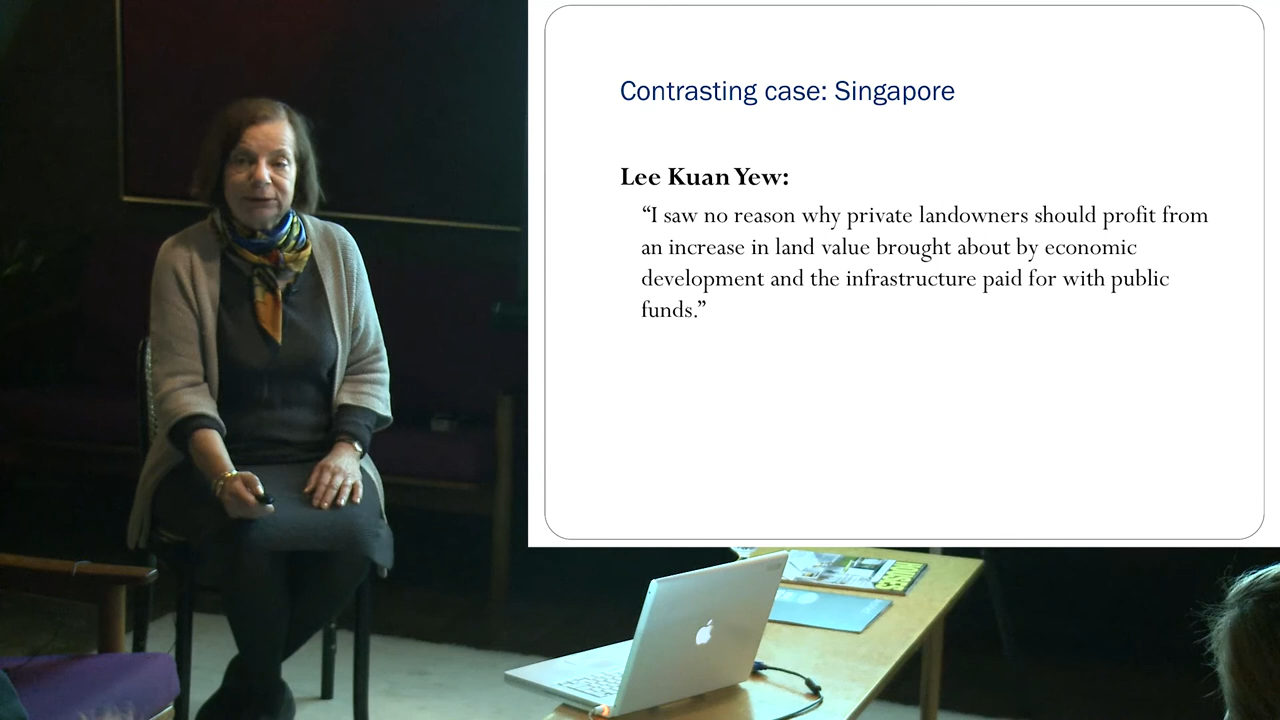 Contrasting case: Singapore
Lee Kuan Yew:
“I saw no reason why private landowners should profit from
an increase in land value brought about by economic
development and the infrastructure paid for with public
funds.”